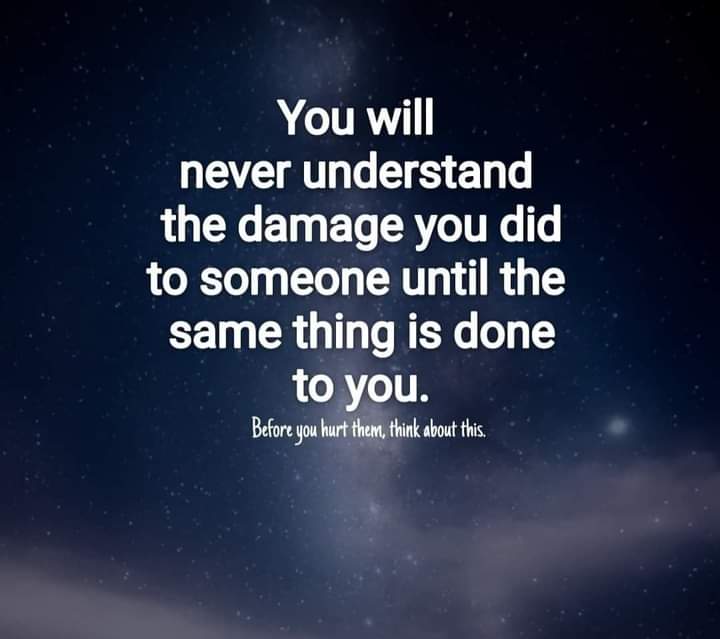 You will
never understand
the damage you did
to someone until the
same thing is done
to you.
Before you hurt them, think about this.